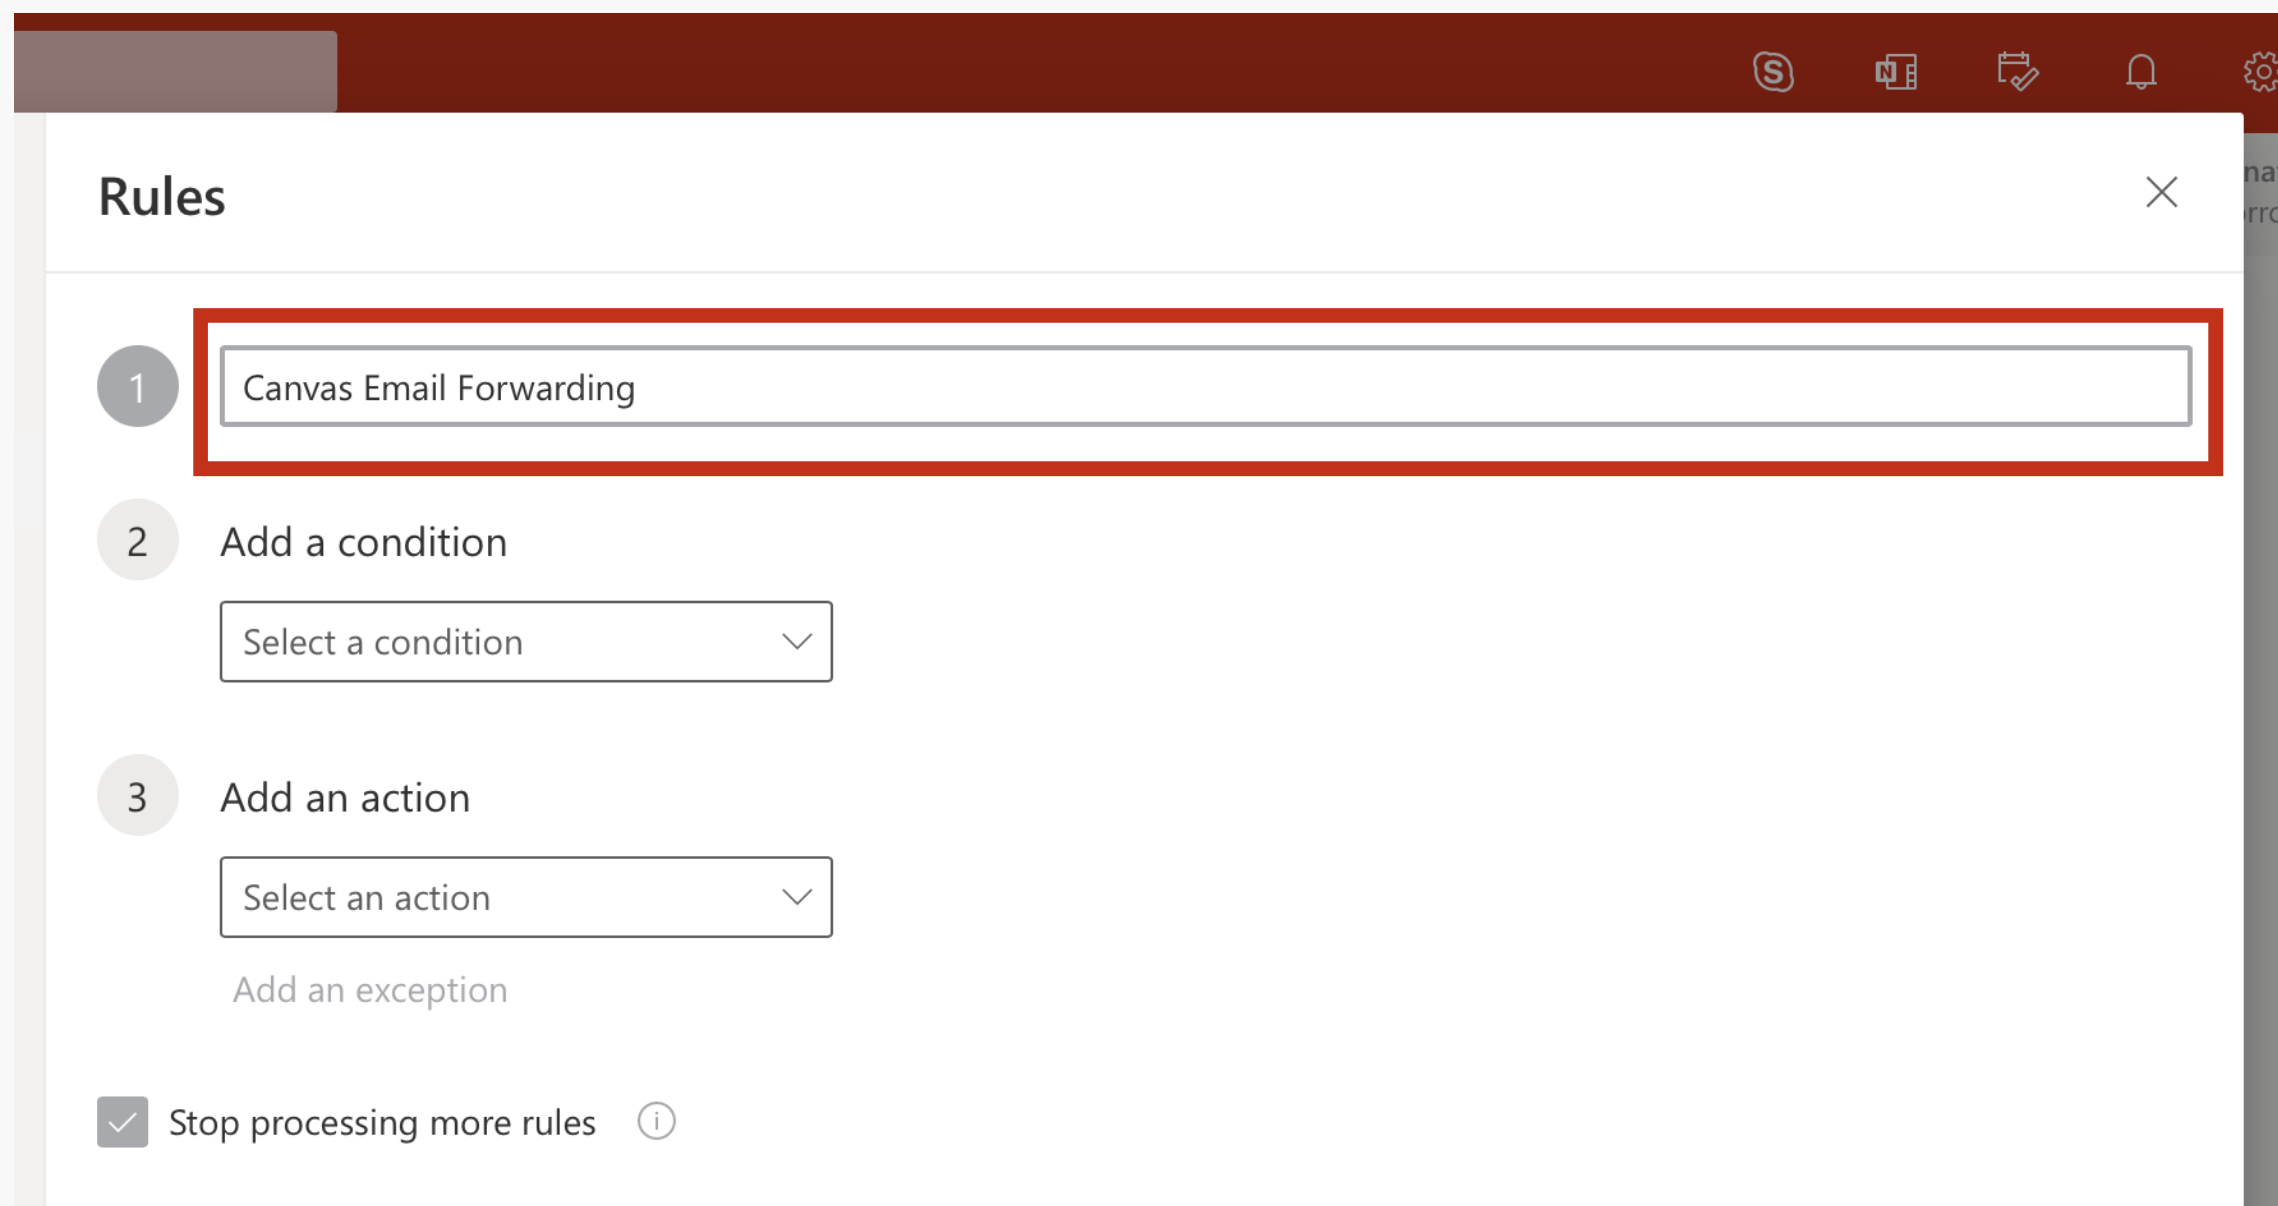 Rules
1
Canvas Email Forwarding
2
Add a condition
Select a condition
3
Add an action
Select an action
Add an exception
Stop processing more rules